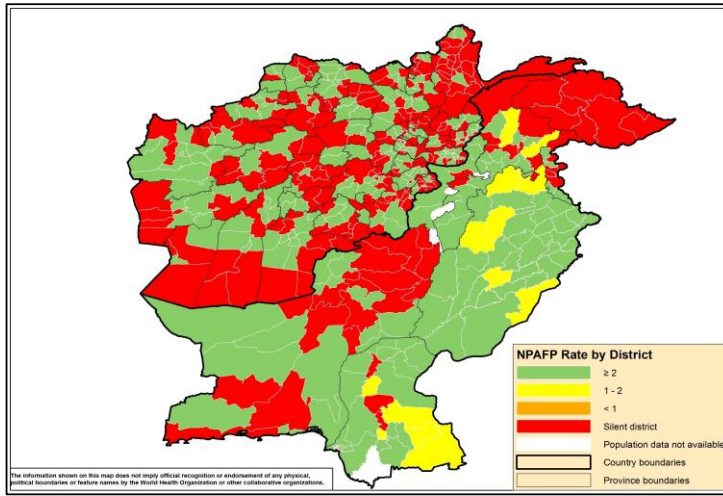 NPAFP Rate by District
≥ 2
1 - 2
< 1
Silent district
Population data not available
Country boundaries
Province boundaries
The information shown on this map does not imply official recognition or endorsement of any physical,
political boundaries or feature names by the World Health Organization or other collaborative organizations.